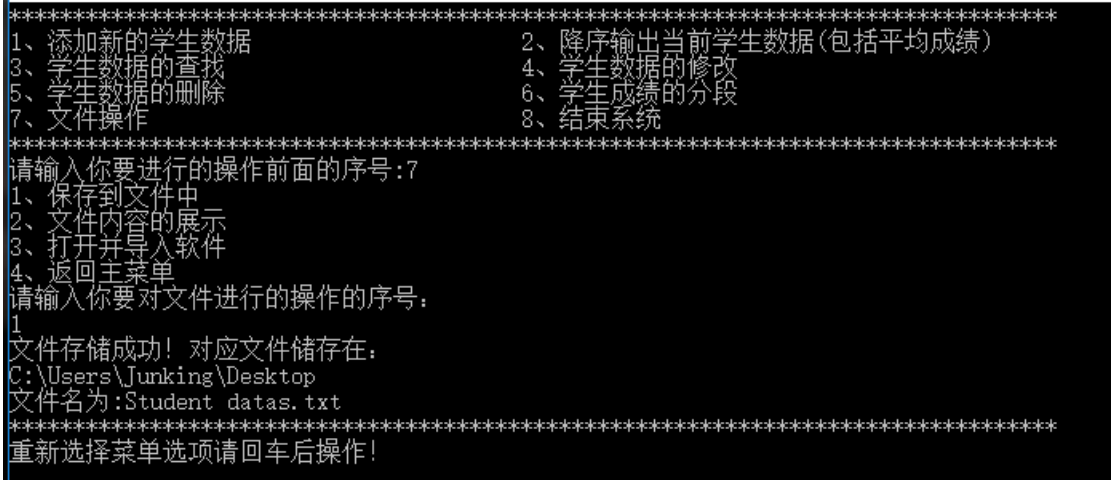 **********************************************************************************
1、添加新的学生数据 2、降序输出当前学生数据(包括平均成绩)
3、学生数据的查找 4、学生数据的修改
5、学生数据的删除 6、学生成绩的分段
7、文件操作 8、结束系统
**********************************************************************************
请输入你要进行的操作前面的序号:7
1、保存到文件中
2、文件内容的展示
3、打开并导入软件
4、返回主菜单
请输入你要对文件进行的操作的序号：
1
文件存储成功！对应文件储存在：
C:\Users\Junking\Desktop
文件名为:Student datas.txt
**********************************************************************************
重新选择菜单选项请回车后操作！